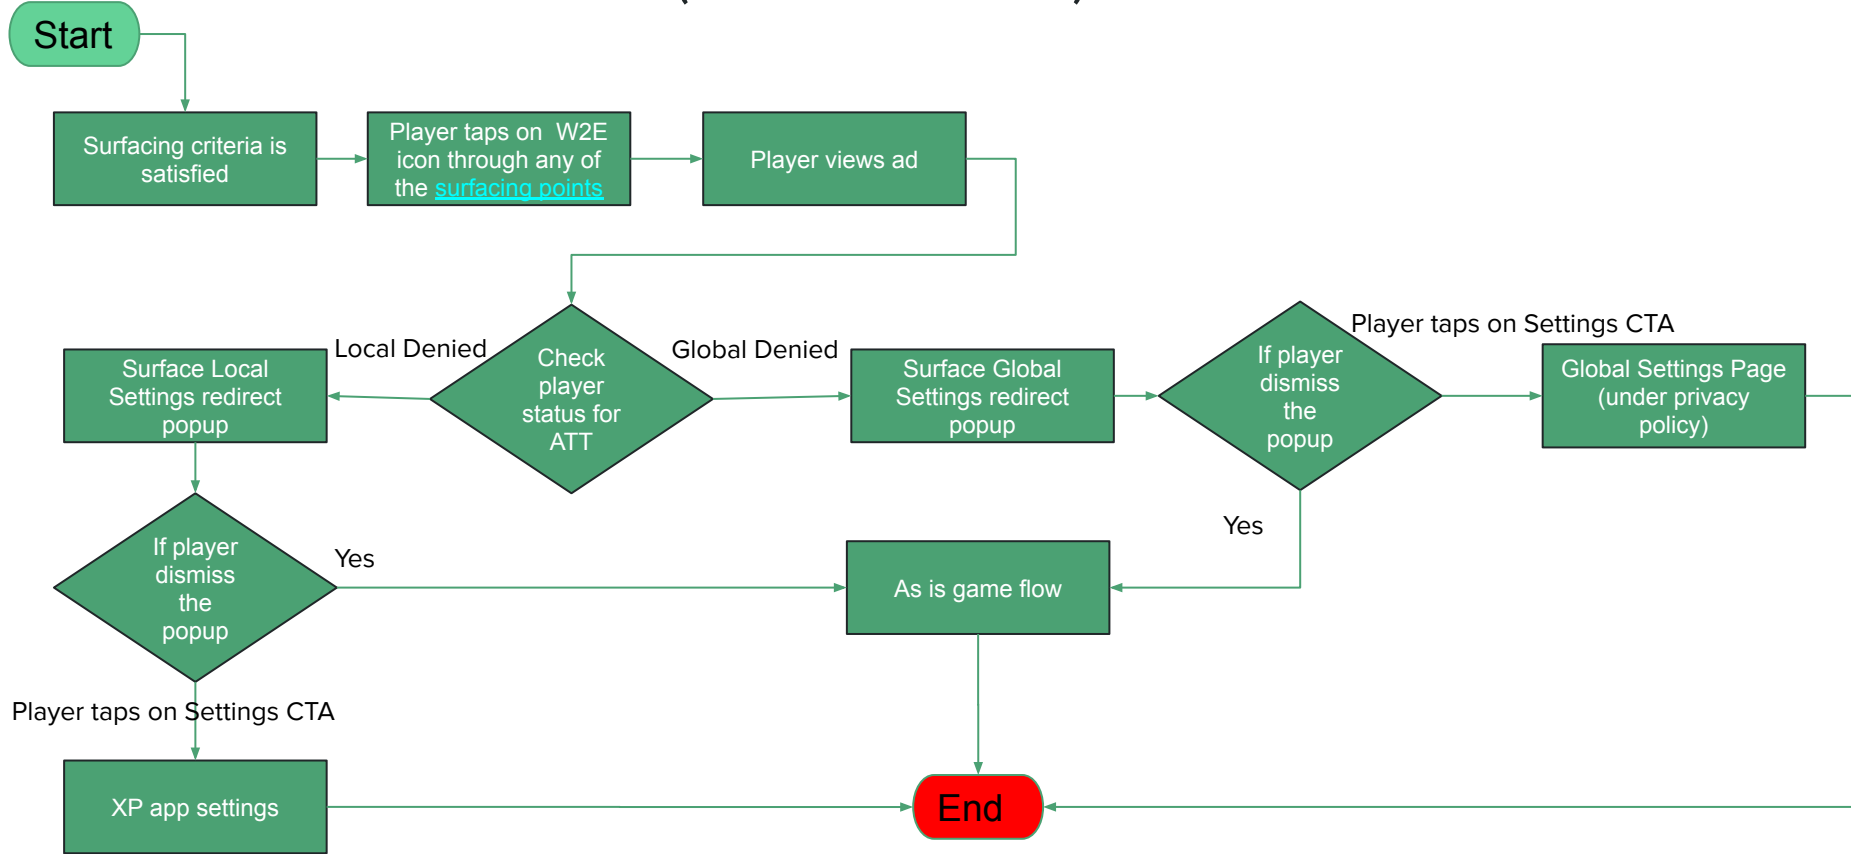 Start
Surfacing criteria is
satisfied
Player taps on W2E
icon through any of
the surfacing points
Player views ad
Local Denied
Global Denied
Player taps on Settings CTA
Surface Local
Settings redirect
popup
Check
player
status for
ATT
Surface Global
Settings redirect
popup
If player
dismiss
the
popup
Global Settings Page
(under privacy
policy)
Yes
If player
dismiss
the
popup
Yes
As is game flow
Player taps on Settings CTA
XP app settings
End